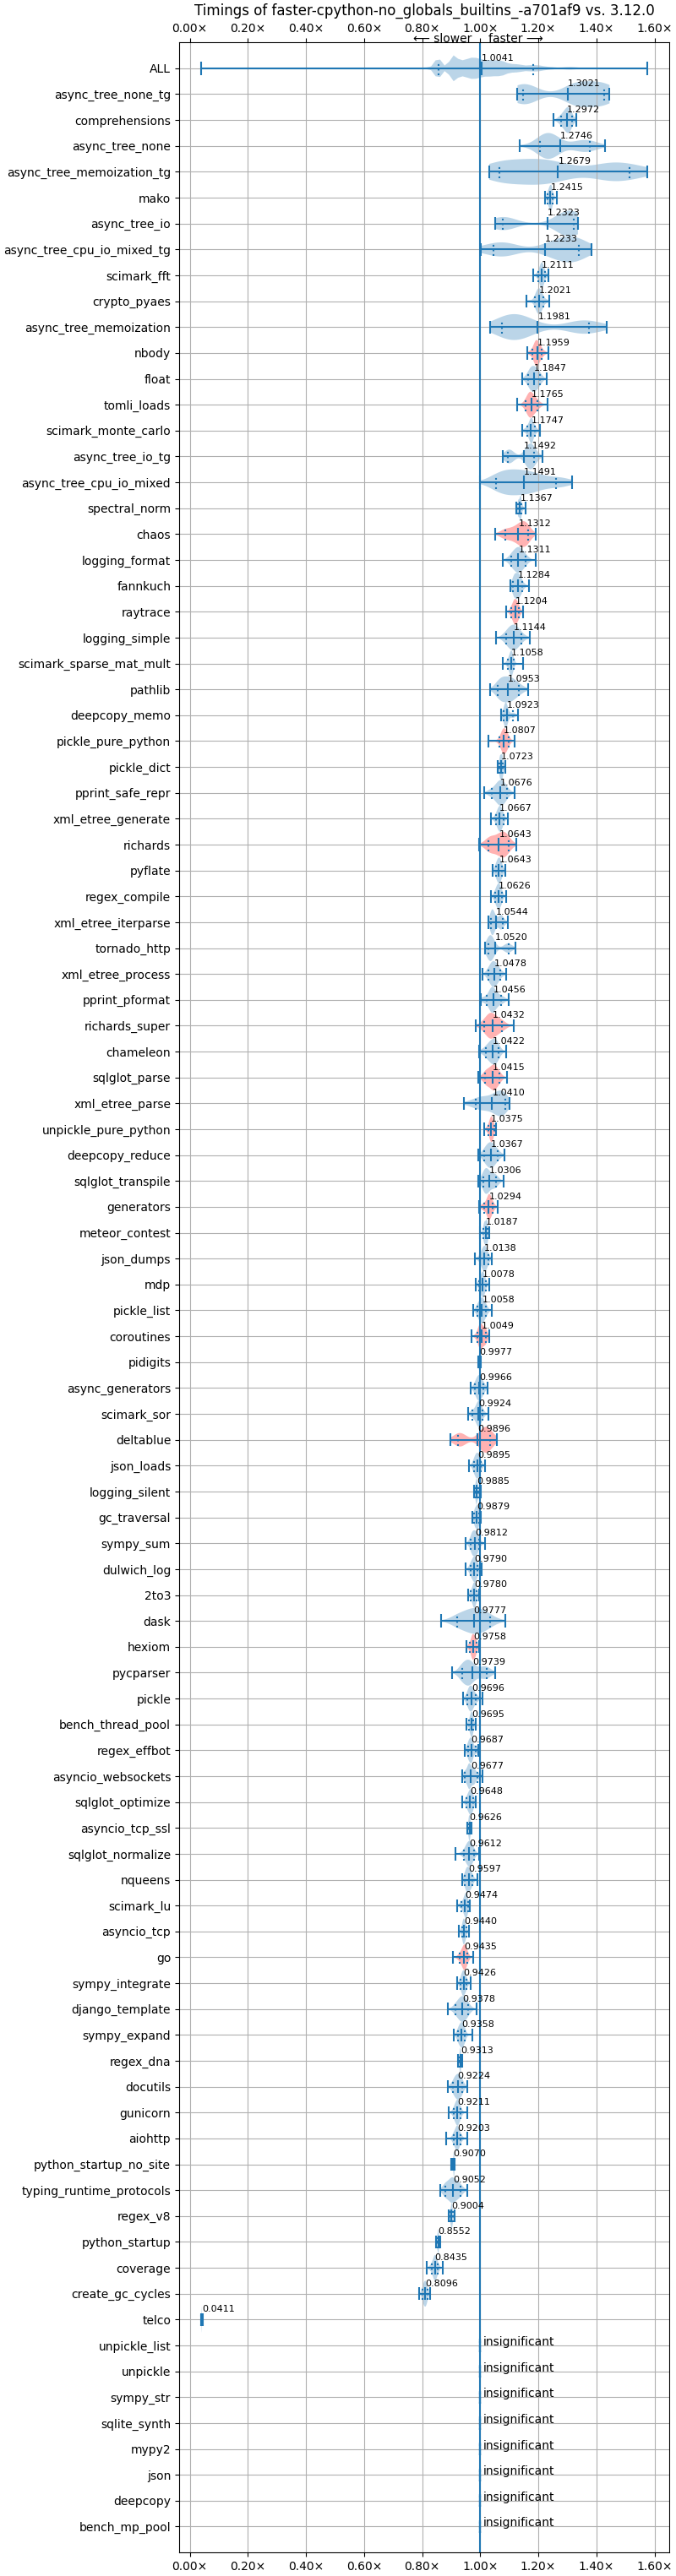 Timings of faster-cpython-no_globals_builtins_-a701af9 vs. 3.12.0
0.00× 0.20× 0.40× 0.60× 0.80× 1.00× 1.20× 1.40× 1.60×
⟵ slower faster ⟶
ALL 1.0041
async_tree_none_tg 1.3021
comprehensions 1.2972
async_tree_none 1.2746
async_tree_memoization_tg 1.2679
mako 1.2415
async_tree_io 1.2323
async_tree_cpu_io_mixed_tg 1.2233
scimark_fft 1.2111
crypto_pyaes 1.2021
async_tree_memoization 1.1981
nbody 1.1959
float 1.1847
tomli_loads 1.1765
scimark_monte_carlo 1.1747
async_tree_io_tg 1.1492
async_tree_cpu_io_mixed 1.1491
spectral_norm 1.1367
chaos 1.1312
logging_format 1.1311
fannkuch 1.1284
raytrace 1.1204
logging_simple 1.1144
scimark_sparse_mat_mult 1.1058
pathlib 1.0953
deepcopy_memo 1.0923
pickle_pure_python 1.0807
pickle_dict 1.0723
pprint_safe_repr 1.0676
xml_etree_generate 1.0667
richards 1.0643
pyflate 1.0643
regex_compile 1.0626
xml_etree_iterparse 1.0544
tornado_http 1.0520
xml_etree_process 1.0478
pprint_pformat 1.0456
richards_super 1.0432
chameleon 1.0422
sqlglot_parse 1.0415
xml_etree_parse 1.0410
unpickle_pure_python 1.0375
deepcopy_reduce 1.0367
sqlglot_transpile 1.0306
generators 1.0294
meteor_contest 1.0187
json_dumps 1.0138
mdp 1.0078
pickle_list 1.0058
coroutines 1.0049
pidigits 0.9977
async_generators 0.9966
scimark_sor 0.9924
deltablue 0.9896
json_loads 0.9895
logging_silent 0.9885
gc_traversal 0.9879
sympy_sum 0.9812
dulwich_log 0.9790
2to3 0.9780
dask 0.9777
hexiom 0.9758
pycparser 0.9739
pickle 0.9696
bench_thread_pool 0.9695
regex_effbot 0.9687
asyncio_websockets 0.9677
sqlglot_optimize 0.9648
asyncio_tcp_ssl 0.9626
sqlglot_normalize 0.9612
nqueens 0.9597
scimark_lu 0.9474
asyncio_tcp 0.9440
go 0.9435
sympy_integrate 0.9426
django_template 0.9378
sympy_expand 0.9358
regex_dna 0.9313
docutils 0.9224
gunicorn 0.9211
aiohttp 0.9203
python_startup_no_site 0.9070
typing_runtime_protocols 0.9052
regex_v8 0.9004
python_startup 0.8552
coverage 0.8435
create_gc_cycles 0.8096
telco 0.0411
unpickle_list insignificant
unpickle insignificant
sympy_str insignificant
sqlite_synth insignificant
mypy2 insignificant
json insignificant
deepcopy insignificant
bench_mp_pool insignificant
0.00× 0.20× 0.40× 0.60× 0.80× 1.00× 1.20× 1.40× 1.60×